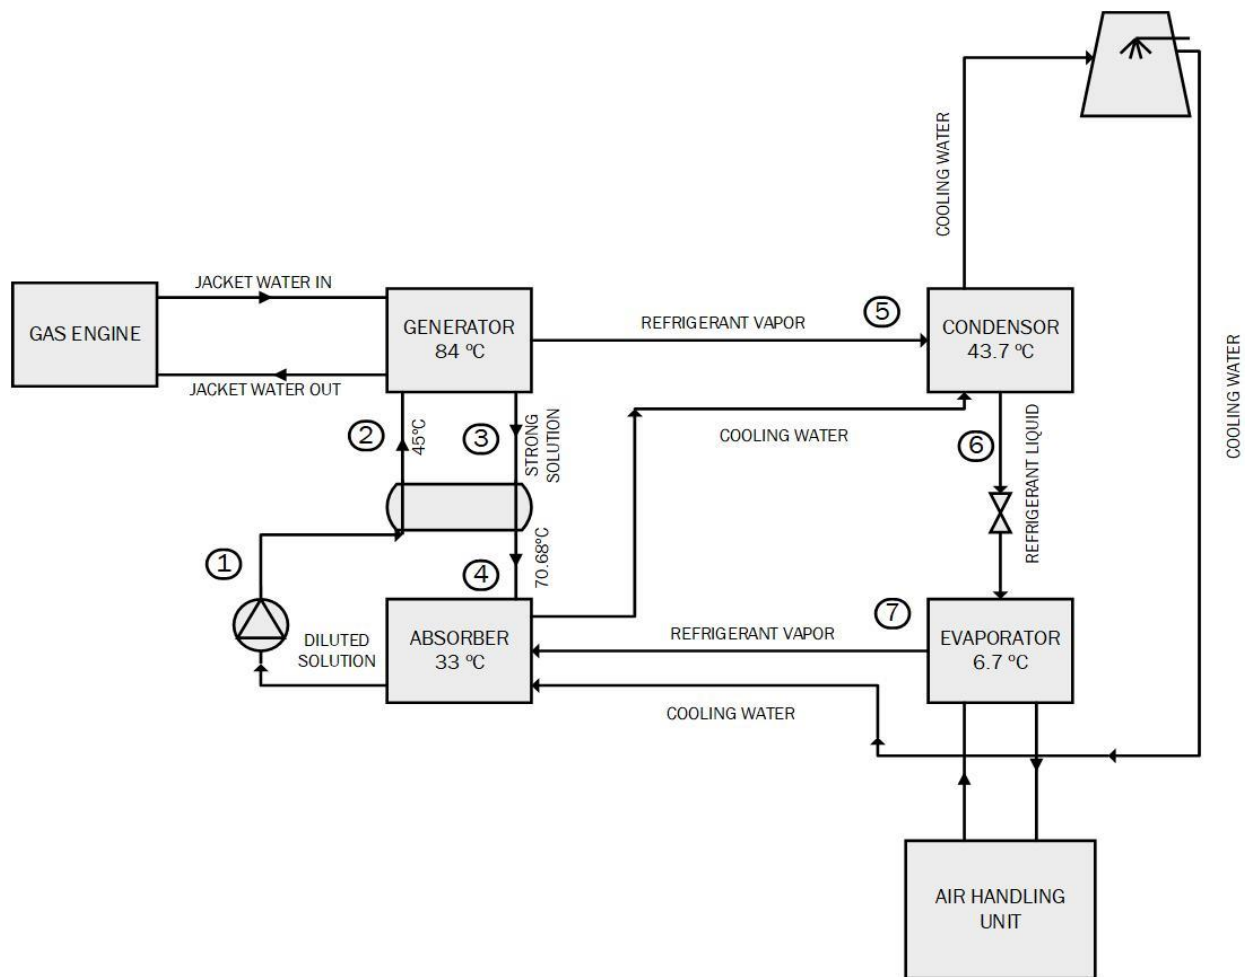 COOLING WATER
COOLING WATER
JACKET WATER IN
GAS ENGINE
JACKET WATER OUT
GENERATOR
84 ºC
REFRIGERANT VAPOR
5
CONDENSOR
43.7 ºC
2
45ºC
3
STRONG
SOLUTION
COOLING WATER
6
REFRIGERANT LIQUID
1
4
70.68ºC
DILUTED
SOLUTION
ABSORBER
33 ºC
REFRIGERANT VAPOR
7
EVAPORATOR
6.7 ºC
COOLING WATER
AIR HANDLING
UNIT